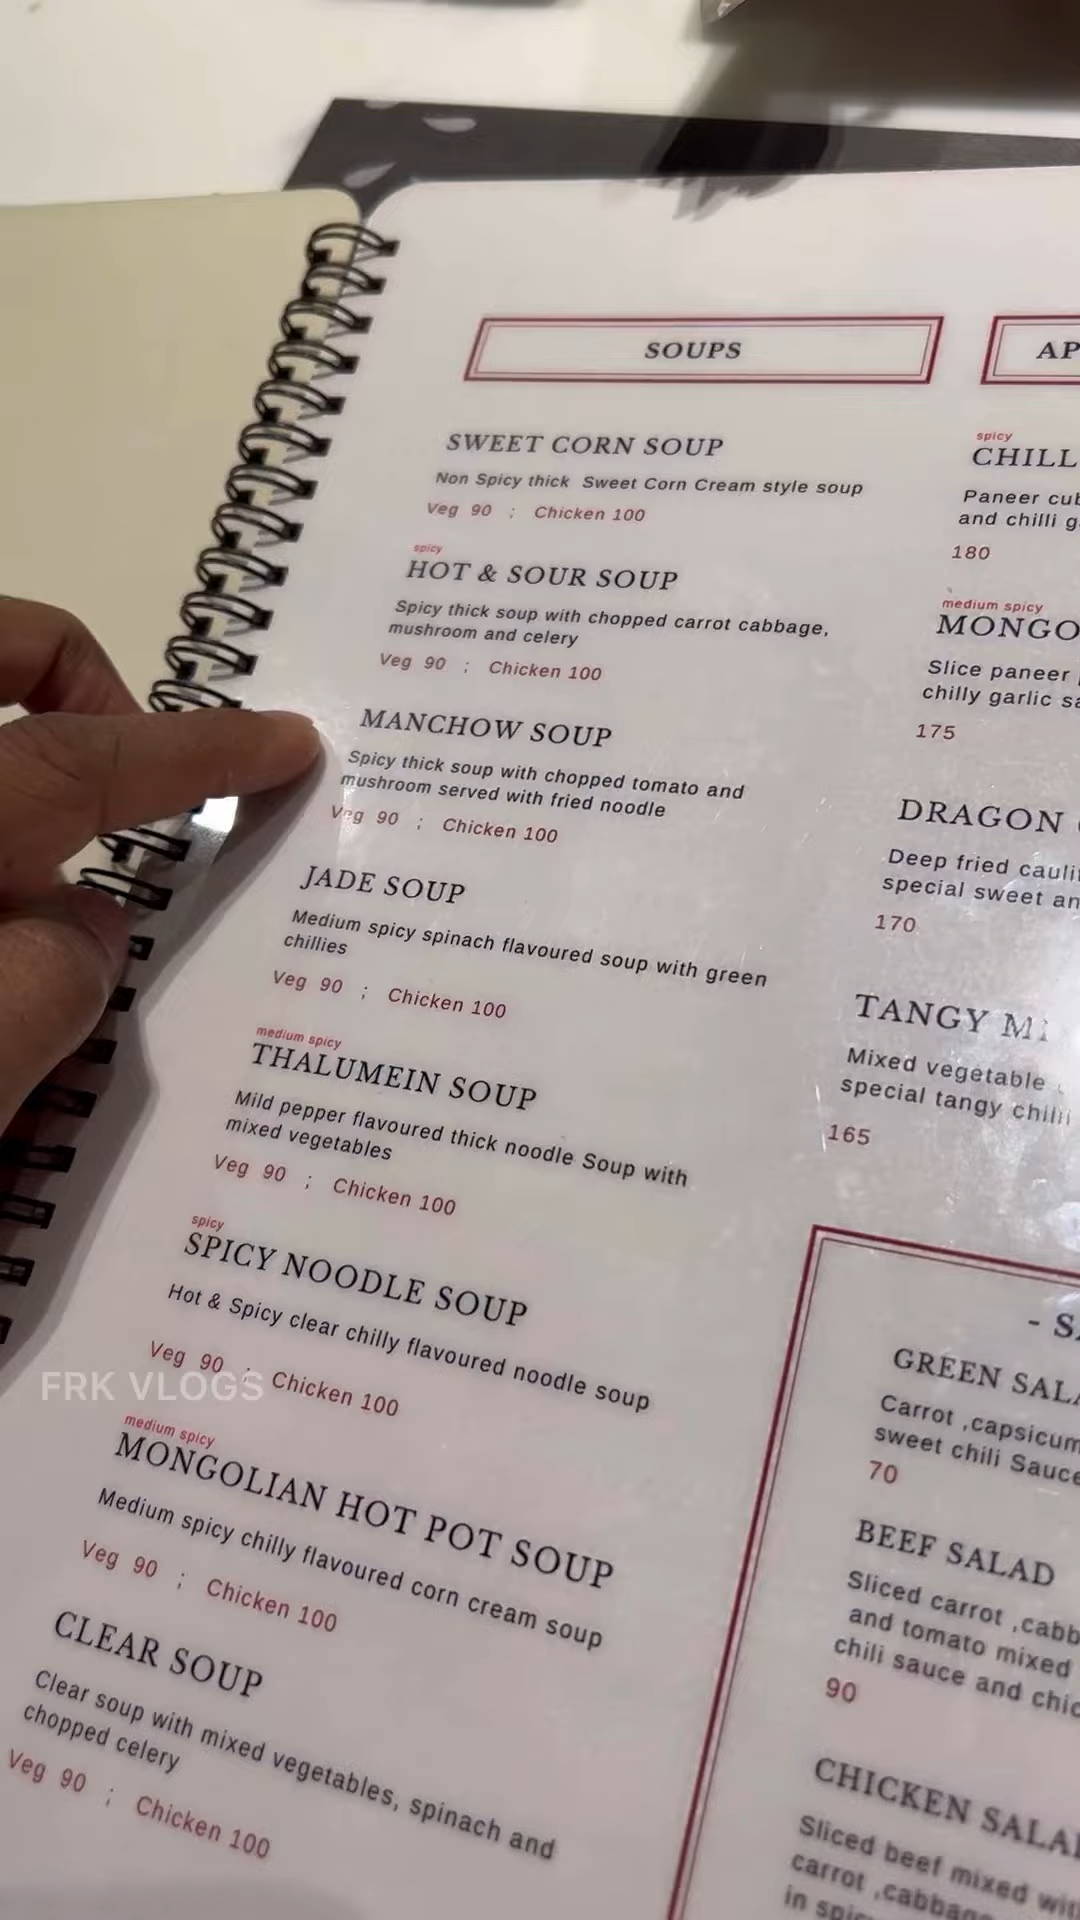 SOUPS
SWEET CORN SOUP
Non Spicy thick Sweet Corn Cream style soup
Veg 90 ; Chicken 100
spicy
HOT & SOUR SOUP
Spicy thick soup with chopped carrot cabbage,
mushroom and celery
Veg 90 ; Chicken 100
MANCHOW SOUP
Spicy thick soup with chopped tomato and
mushroom served with fried noodle
Veg 90 ; Chicken 100
JADE SOUP
Medium spicy spinach flavoured soup with green
chillies
Veg 90 ; Chicken 100
medium spicy
THALUMEIN SOUP
Mild pepper flavoured thick noodle Soup with
mixed vegetables
Veg 90 ; Chicken 100
spicy
SPICY NOODLE SOUP
Hot & Spicy clear chilly flavoured noodle soup
Veg 90 ; Chicken 100
FRK VLOGS
medium spicy
MONGOLIAN HOT POT SOUP
Medium spicy chilly flavoured corn cream soup
Veg 90 ; Chicken 100
CLEAR SOUP
Clear soup with mixed vegetables, spinach and
chopped celery
Veg 90 ; Chicken 100
spicy
Paneer
and chilli
180
medium spicy
Slice paneer
chilly garlic
175
DRAGON
Deep fried
special sweet
170
TANGY
Mixed vegetable
special tangy
165
GREEN
Carrot ,capsicum
sweet chili Sauce
70
BEEF SALAD
Sliced carrot
and tomato mixed
chili sauce and
90
CHICKEN
Sliced beef mixed
carrot
in